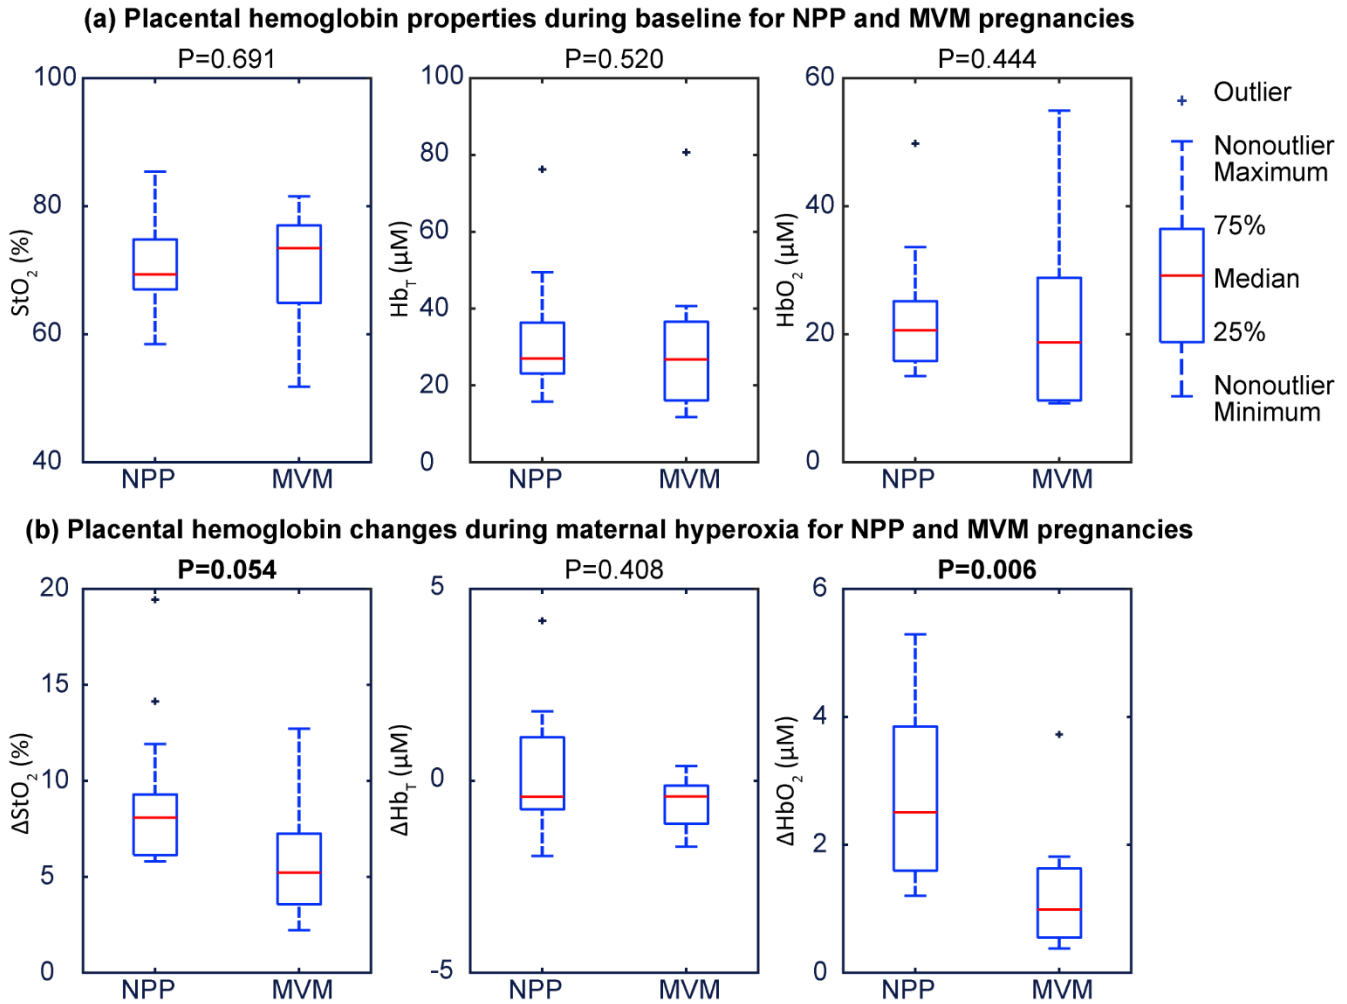 (a) Placental hemoglobin properties during baseline for NPP and MVM pregnancies
P=0.691
100
80
60
40
StO₂ (%)
NPP
MVM
P=0.520
100
80
60
40
20
0
Hb_T (µM)
NPP
MVM
P=0.444
60
40
20
0
HbO₂ (µM)
NPP
MVM
Outlier
Nonoutlier
Maximum
75%
Median
25%
Nonoutlier
Minimum
(b) Placental hemoglobin changes during maternal hyperoxia for NPP and MVM pregnancies
P=0.054
20
15
10
5
0
ΔStO₂ (%)
NPP
MVM
P=0.408
5
0
-5
ΔHb_T (µM)
NPP
MVM
P=0.006
6
4
2
0
ΔHbO₂ (µM)
NPP
MVM